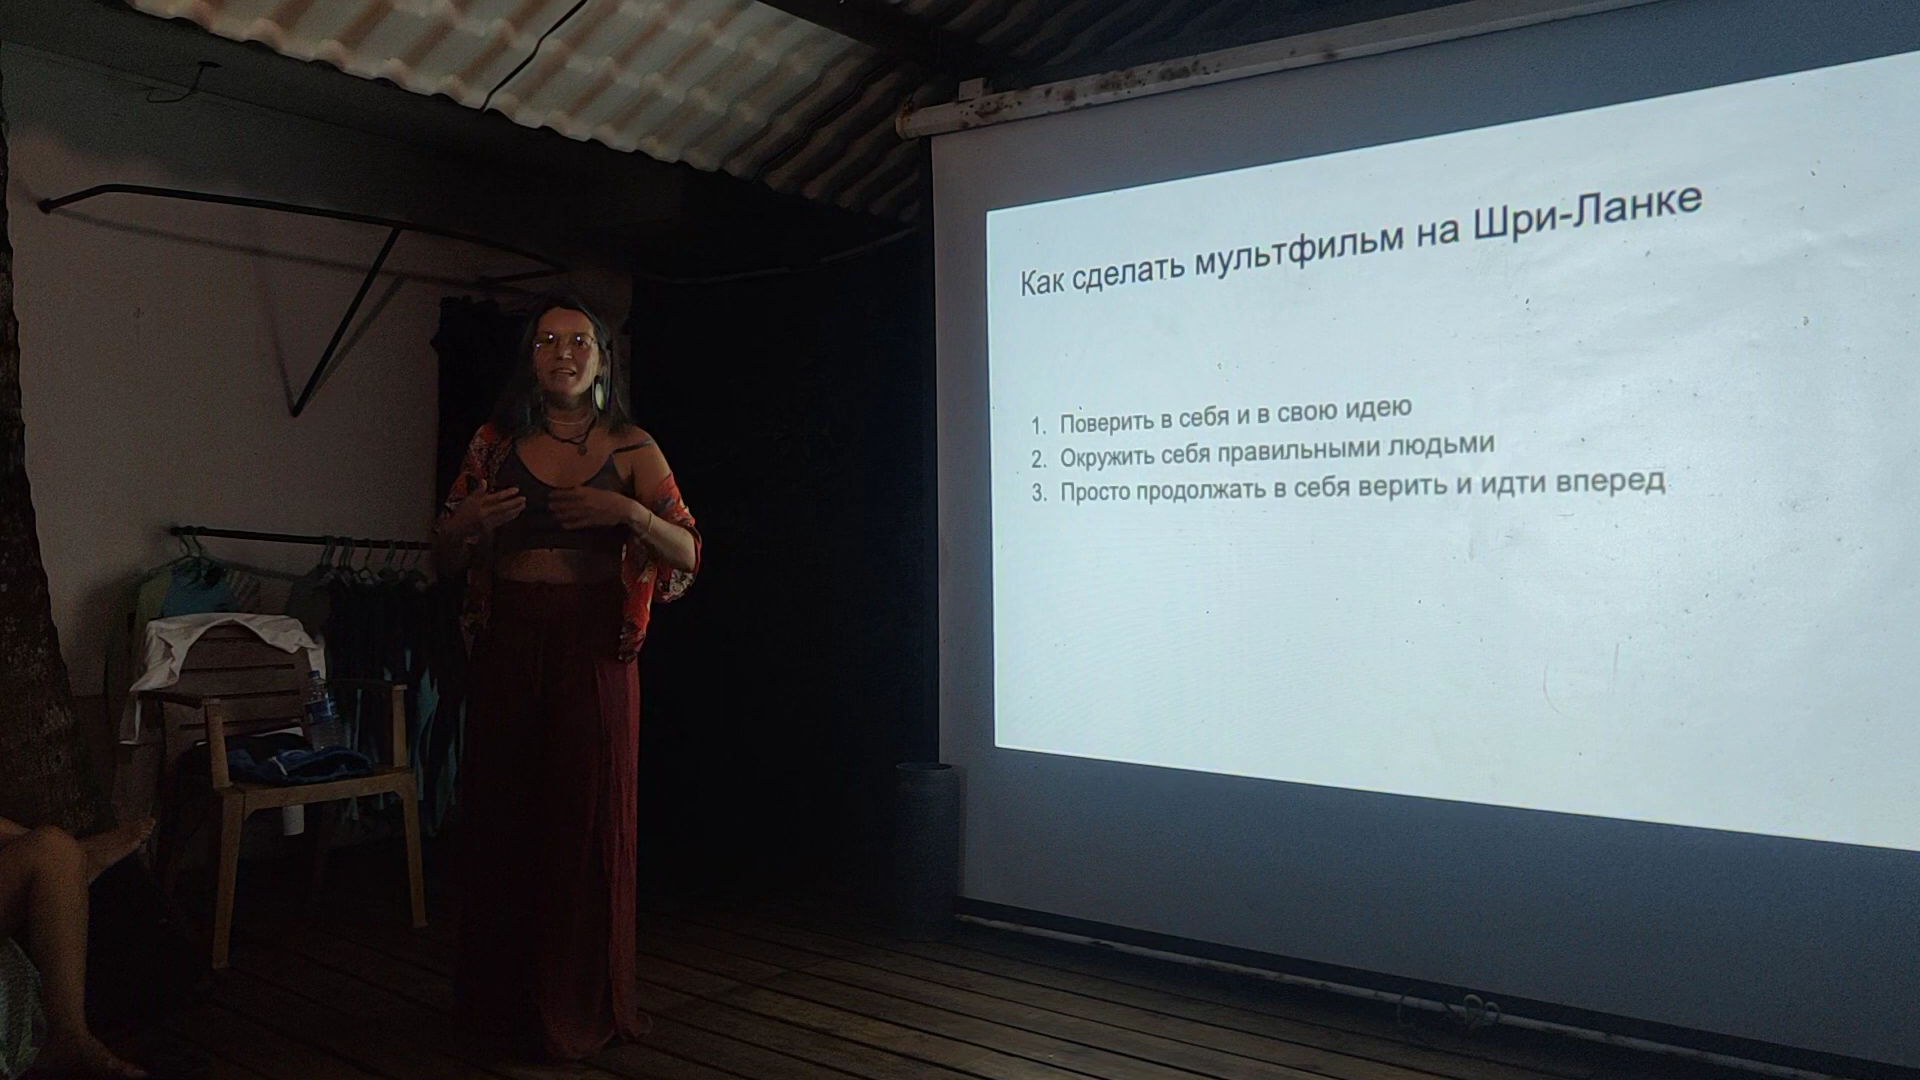 Как сделать мультфильм на Шри-Ланке
1. Поверить в себя и в свою идею
2. Окружить себя правильными людьми
3. Просто продолжать в себя верить и идти вперед